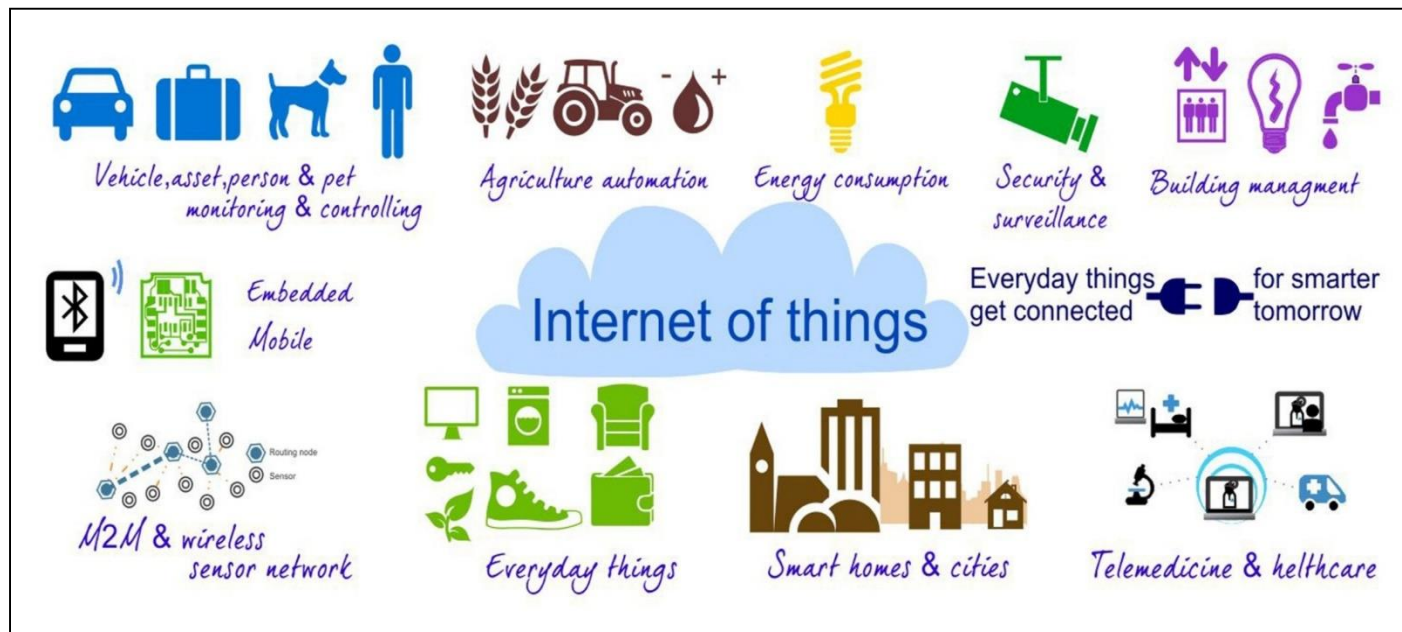 Vehicle,asset,person & pet
monitoring & controlling
Agriculture automation
- +
Energy consumption
Security &
surveillance
Building managment
Embedded
Mobile
Internet of things
Everyday things
get connected
for smarter
tomorrow
Routing node
Sensor
M2M & wireless
sensor network
Everyday things
Smart homes & cities
Telemedicine & helthcare